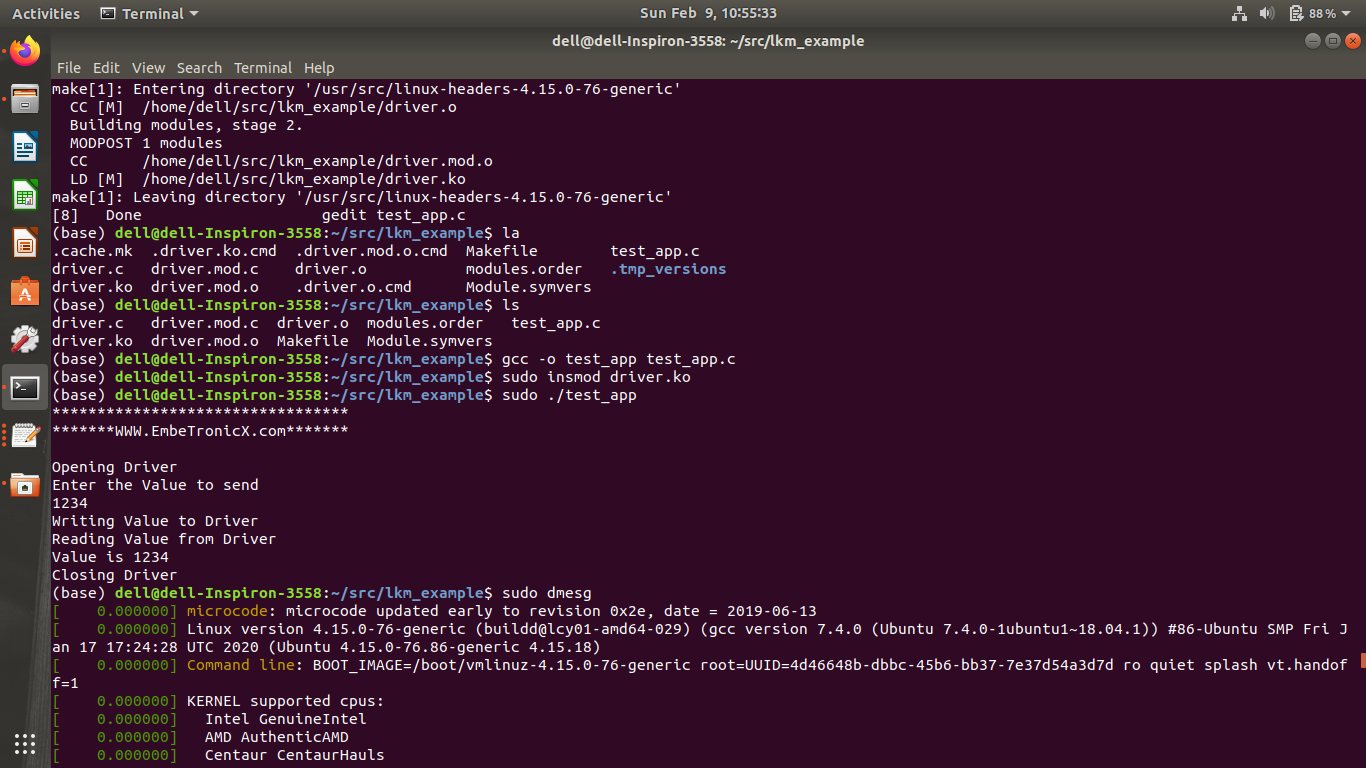 Activities Terminal Sun Feb 9, 10:55:33 88%
dell@dell-Inspiron-3558: ~/src/lkm_example
File Edit View Search Terminal Help
make[1]: Entering directory '/usr/src/linux-headers-4.15.0-76-generic'
  CC [M]  /home/dell/src/lkm_example/driver.o
  Building modules, stage 2.
  MODPOST 1 modules
  CC      /home/dell/src/lkm_example/driver.mod.o
  LD [M]  /home/dell/src/lkm_example/driver.ko
make[1]: Leaving directory '/usr/src/linux-headers-4.15.0-76-generic'
[8]   Done                    gedit test_app.c
(base) dell@dell-Inspiron-3558:~/src/lkm_example$ la
.cache.mk  .driver.ko.cmd  .driver.mod.o.cmd  Makefile        test_app.c
driver.c   driver.mod.c    driver.o           modules.order   .tmp_versions
driver.ko  driver.mod.o    .driver.o.cmd      Module.symvers
(base) dell@dell-Inspiron-3558:~/src/lkm_example$ ls
driver.c   driver.mod.c  driver.o  modules.order   test_app.c
driver.ko  driver.mod.o  Makefile  Module.symvers
(base) dell@dell-Inspiron-3558:~/src/lkm_example$ gcc -o test_app test_app.c
(base) dell@dell-Inspiron-3558:~/src/lkm_example$ sudo insmod driver.ko
(base) dell@dell-Inspiron-3558:~/src/lkm_example$ sudo ./test_app
*********************************
*******WWW.EmbeTronicX.com*******
Opening Driver
Enter the Value to send
1234
Writing Value to Driver
Reading Value from Driver
Value is 1234
Closing Driver
(base) dell@dell-Inspiron-3558:~/src/lkm_example$ sudo dmesg
[    0.000000] microcode: microcode updated early to revision 0x2e, date = 2019-06-13
[    0.000000] Linux version 4.15.0-76-generic (buildd@lcy01-amd64-029) (gcc version 7.4.0 (Ubuntu 7.4.0-1ubuntu1~18.04.1)) #86-Ubuntu SMP Fri J
an 17 17:24:28 UTC 2020 (Ubuntu 4.15.0-76.86-generic 4.15.18)
[    0.000000] Command line: BOOT_IMAGE=/boot/vmlinuz-4.15.0-76-generic root=UUID=4d46648b-dbbc-45b6-bb37-7e37d54a3d7d ro quiet splash vt.handof
f=1
[    0.000000] KERNEL supported cpus:
[    0.000000]   Intel GenuineIntel
[    0.000000]   AMD AuthenticAMD
[    0.000000]   Centaur CentaurHauls